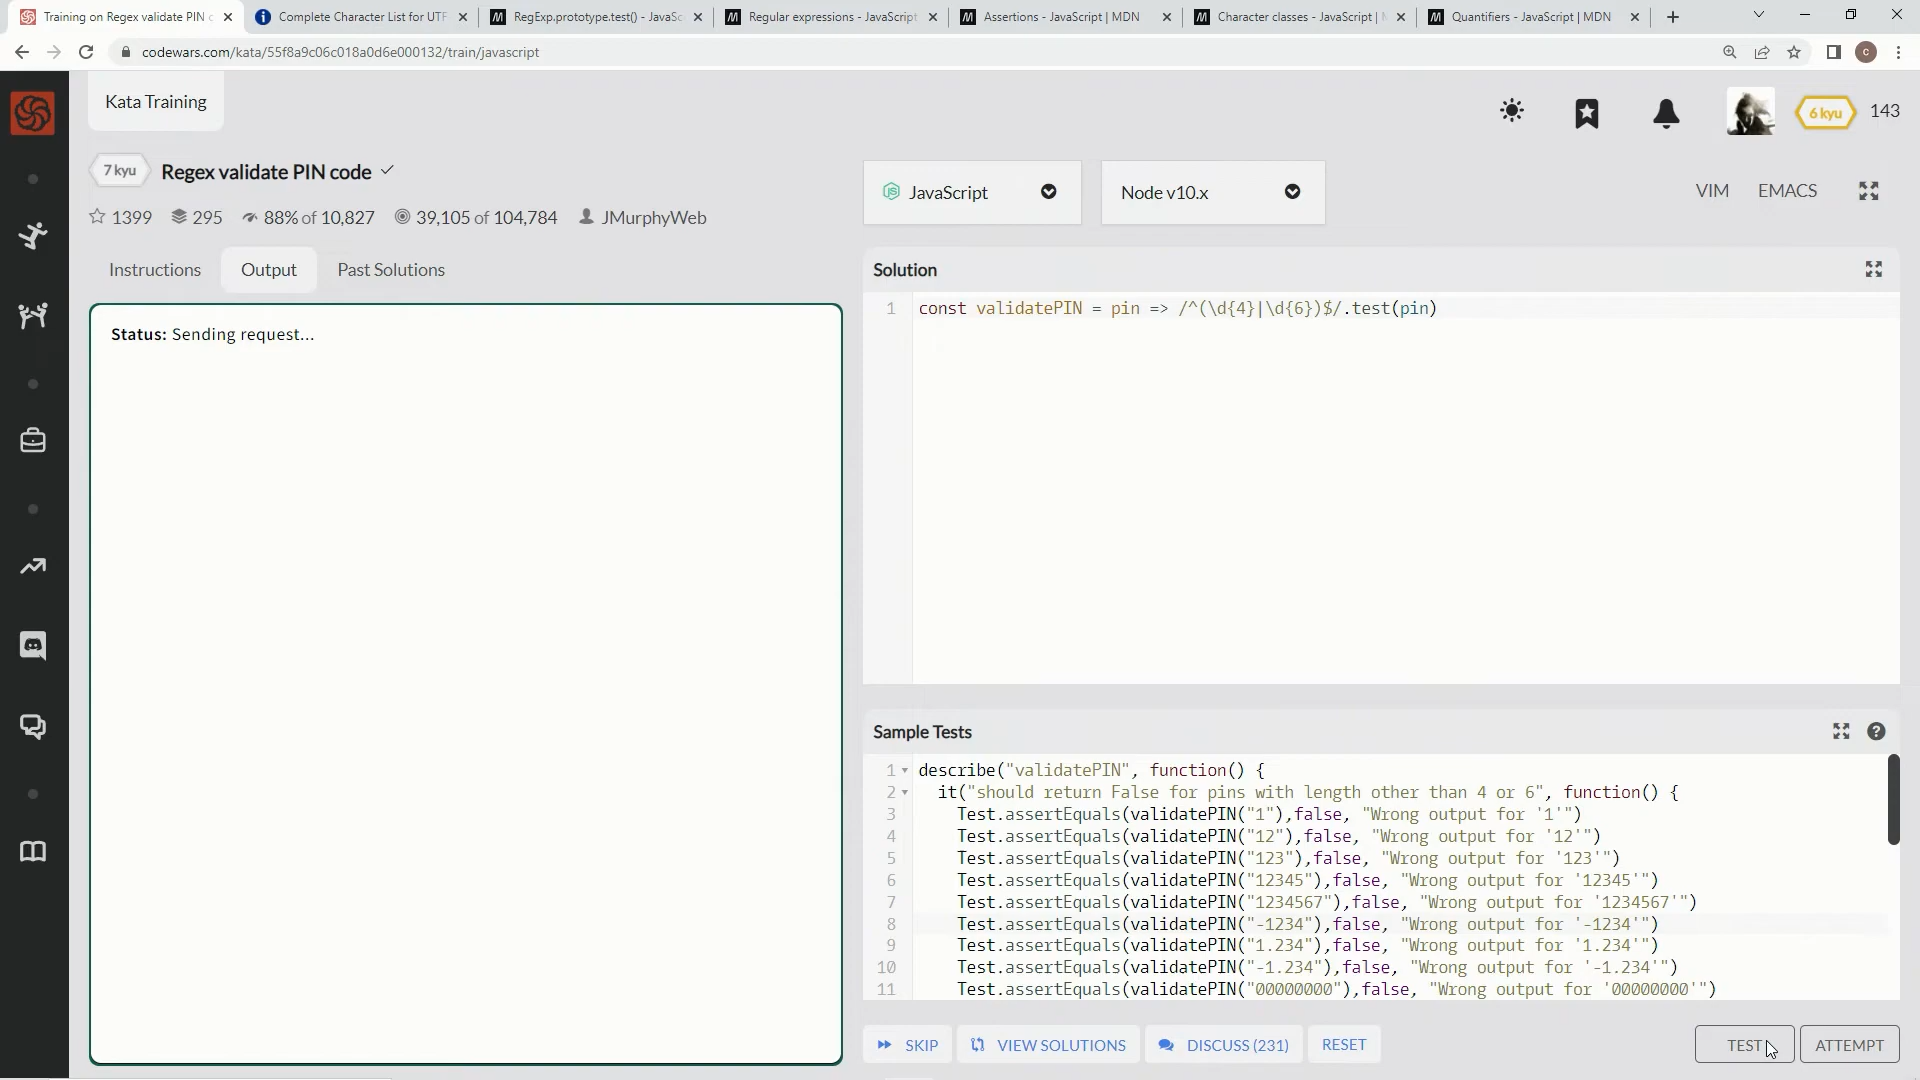 Training on Regex validate PIN c
Complete Character List for UTF
RegExp.prototype.test() - JavaSc
Regular expressions - JavaScript
Assertions - JavaScript | MDN
Character classes - JavaScript | M
Quantifiers - JavaScript | MDN
codewars.com/kata/55f8a9c06c018a0d6e000132/train/javascript
C
Kata Training
6 kyu
143
7 kyu
Regex validate PIN code
1399
295
88% of 10,827
39,105 of 104,784
JMurphyWeb
JavaScript
Node v10.x
VIM
EMACS
Instructions
Output
Past Solutions
Status: Sending request...
Solution
1 const validatePIN = pin => /^(\d{4}|\d{6})$/.test(pin)
Sample Tests
1 describe("validatePIN", function() {
2 it("should return False for pins with length other than 4 or 6", function() {
3 Test.assertEquals(validatePIN("1"),false, "Wrong output for '1'")
4 Test.assertEquals(validatePIN("12"),false, "Wrong output for '12'")
5 Test.assertEquals(validatePIN("123"),false, "Wrong output for '123'")
6 Test.assertEquals(validatePIN("12345"),false, "Wrong output for '12345'")
7 Test.assertEquals(validatePIN("1234567"),false, "Wrong output for '1234567'")
8 Test.assertEquals(validatePIN("-1234"),false, "Wrong output for '-1234'")
9 Test.assertEquals(validatePIN("1.234"),false, "Wrong output for '1.234'")
10 Test.assertEquals(validatePIN("-1.234"),false, "Wrong output for '-1.234'")
11 Test.assertEquals(validatePIN("00000000"),false, "Wrong output for '00000000'")
SKIP
VIEW SOLUTIONS
DISCUSS (231)
RESET
TEST
ATTEMPT